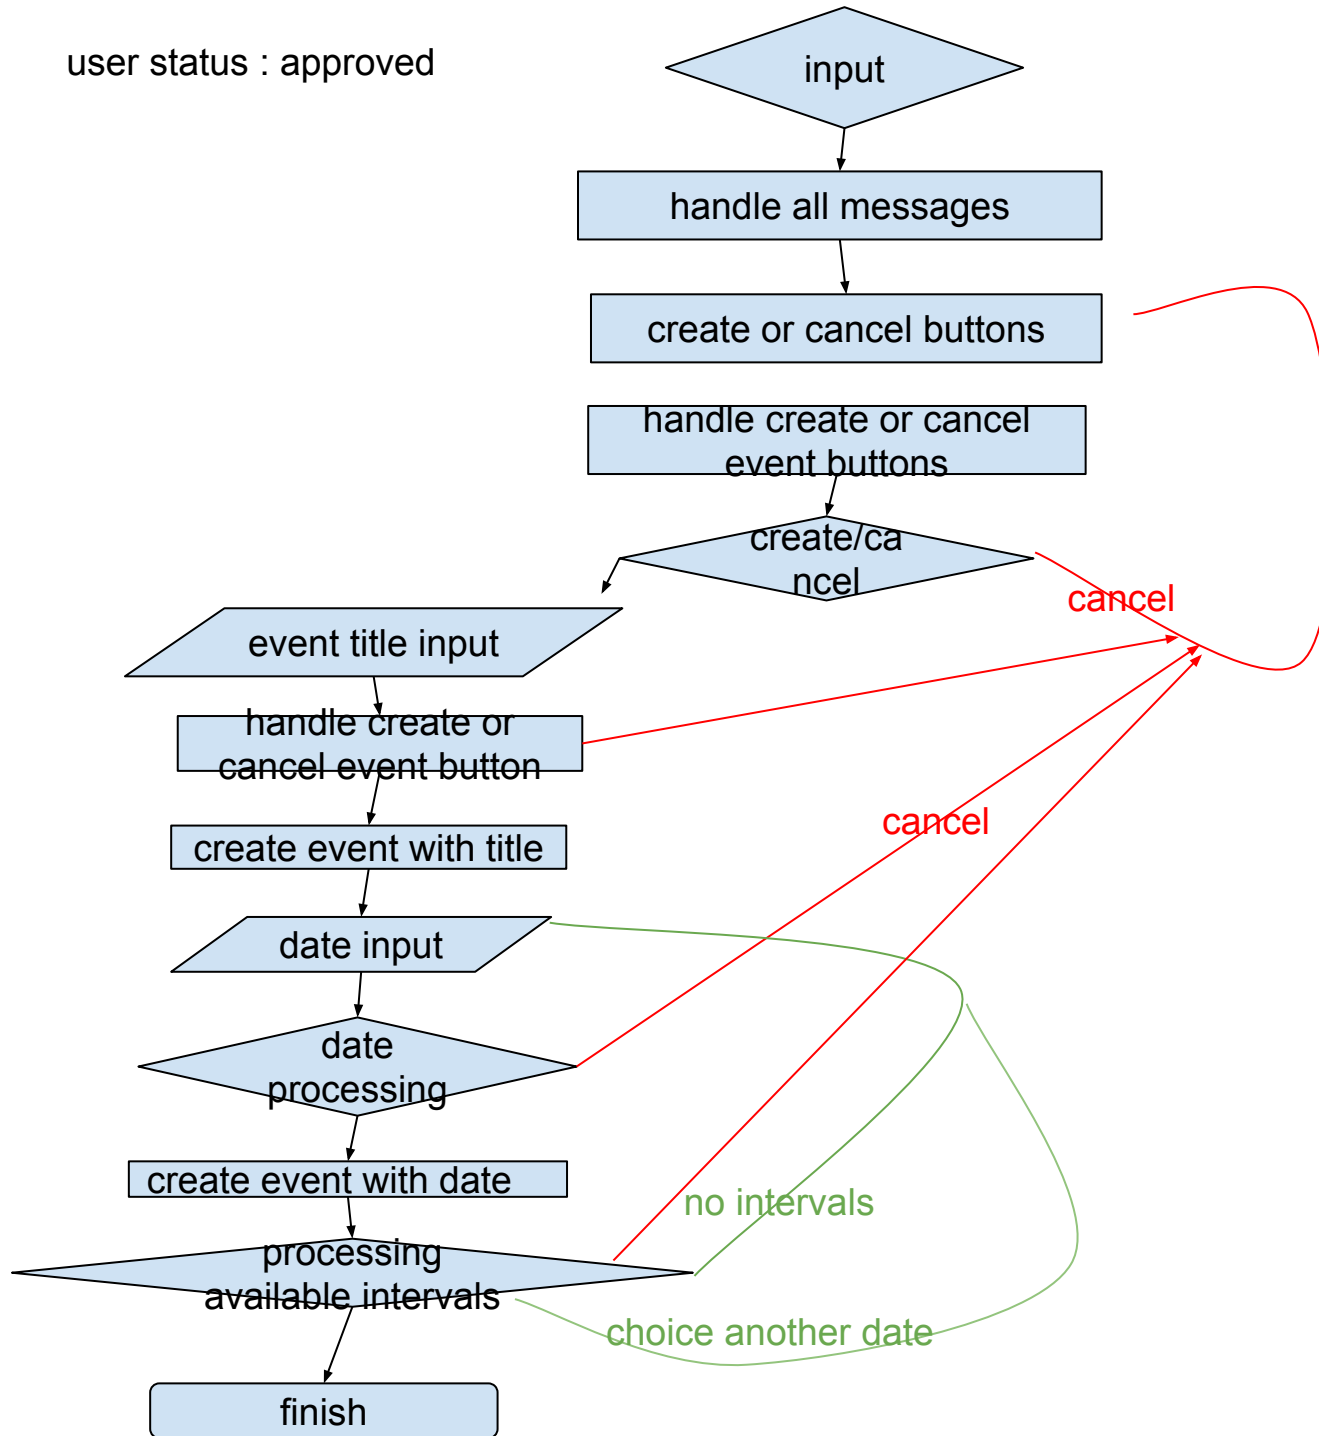 user status : approved
input
handle all messages
create or cancel buttons
handle create or cancel
event buttons
create/ca
ncel
cancel
event title input
handle create or
cancel event button
cancel
create event with title
date input
date
processing
create event with date
no intervals
processing
available intervals
choice another date
finish